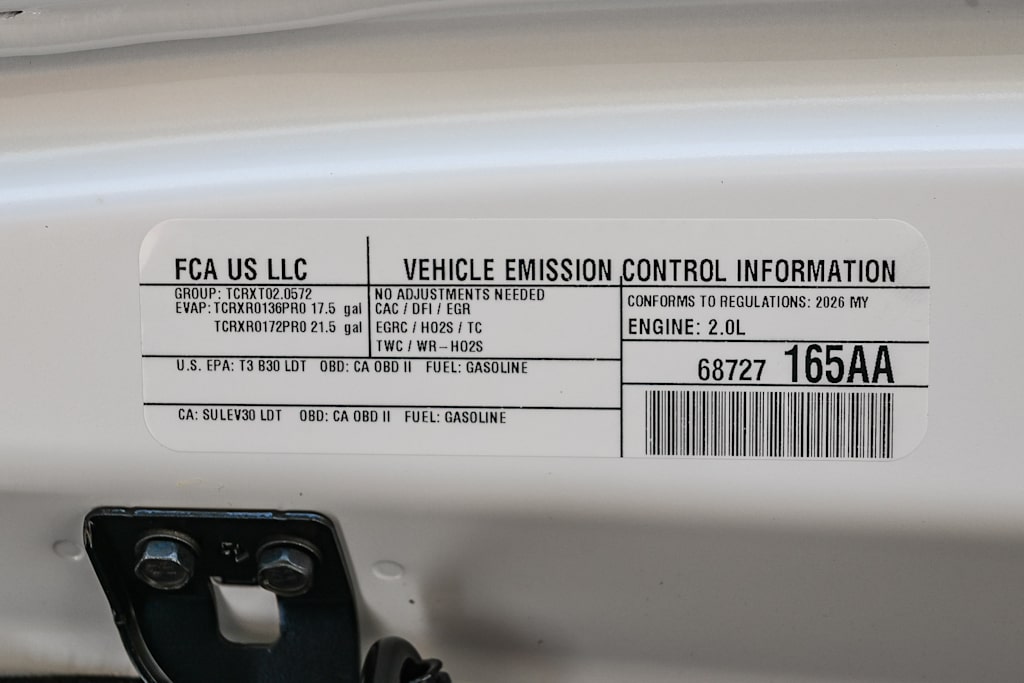 FCA US LLC
VEHICLE EMISSION CONTROL INFORMATION
GROUP: TCRXT02.0572
EVAP: TCRXR0136PR0 17.5 gal
TCRXR0172PR0 21.5 gal
NO ADJUSTMENTS NEEDED
CAC / DFI / EGR
EGRC / HO2S / TC
TWC / WR-HO2S
CONFORMS TO REGULATIONS: 2026 MY
ENGINE: 2.0L
68727 165AA
U.S. EPA: T3 B30 LDT OBD: CA OBD II FUEL: GASOLINE
CA: SULEV30 LDT OBD: CA OBD II FUEL: GASOLINE